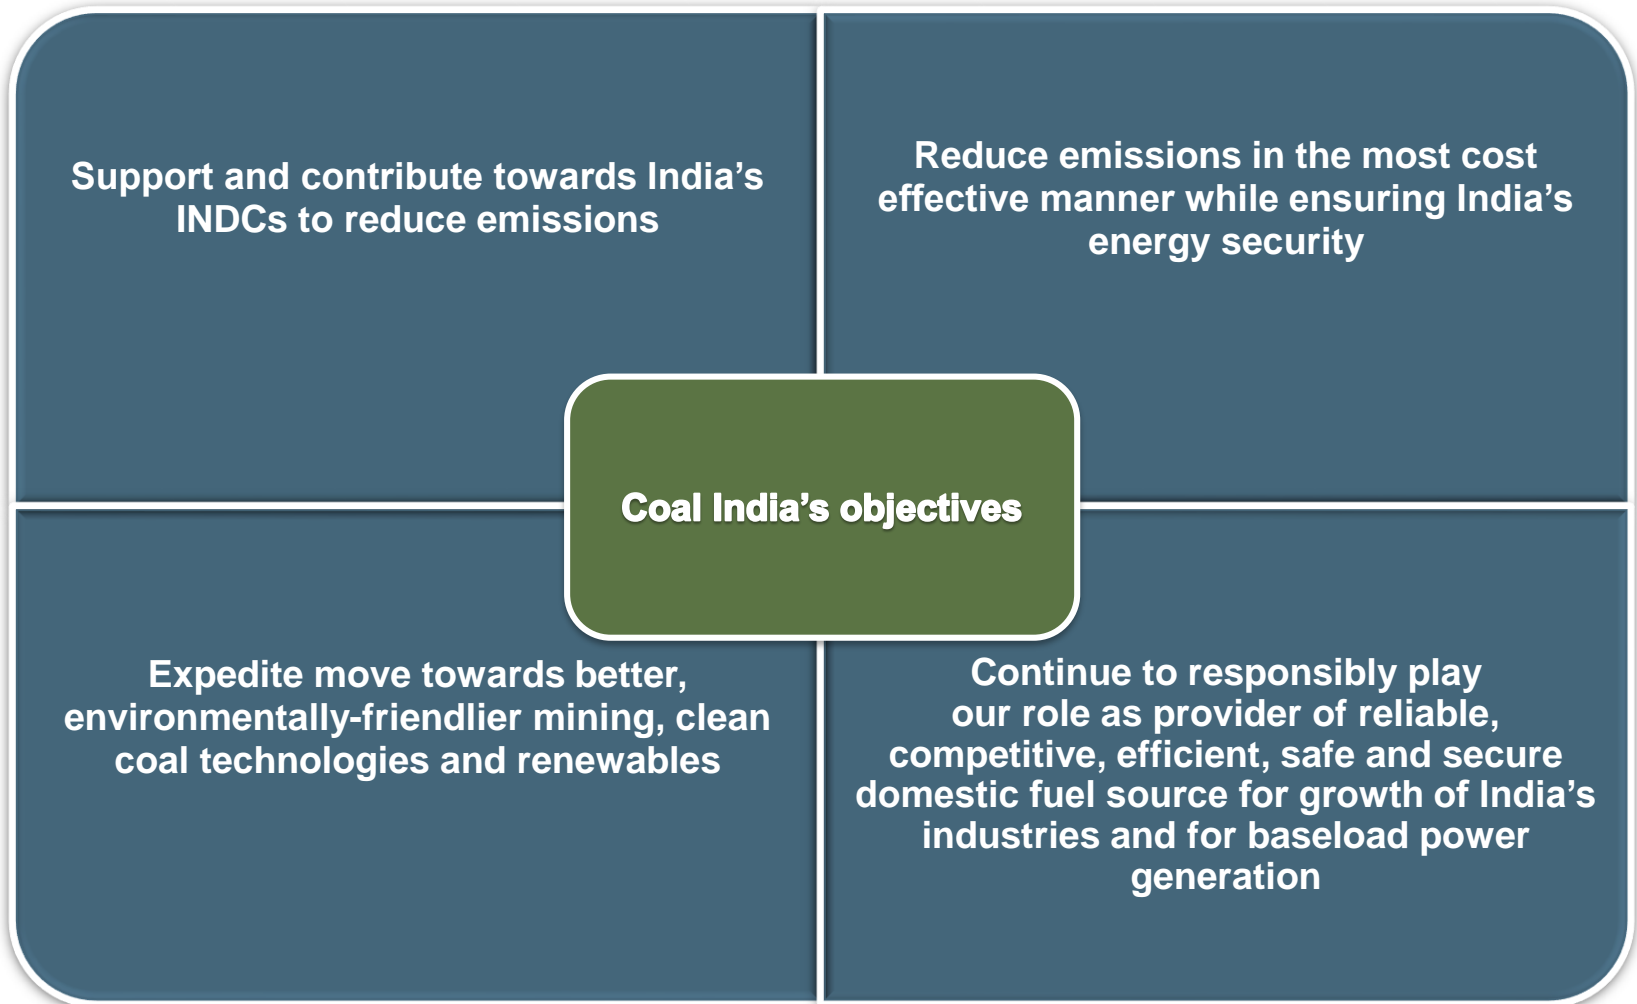 Support and contribute towards India’s
INDCs to reduce emissions
Reduce emissions in the most cost
effective manner while ensuring India’s
energy security
Coal India’s objectives
Expedite move towards better,
environmentally-friendlier mining, clean
coal technologies and renewables
Continue to responsibly play
our role as provider of reliable,
competitive, efficient, safe and secure
domestic fuel source for growth of India’s
industries and for baseload power
generation